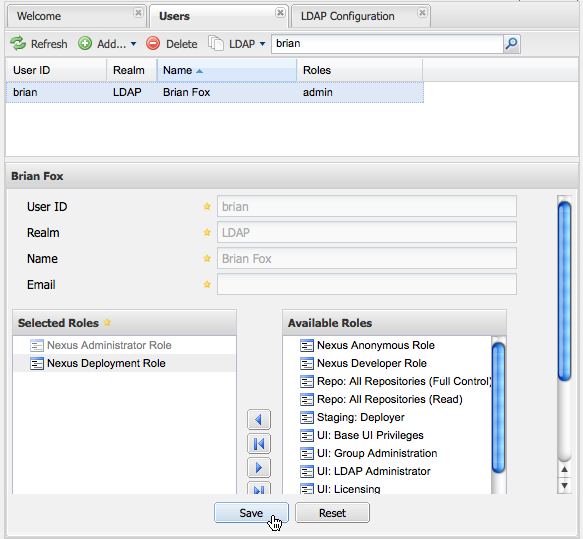 Welcome Users LDAP Configuration
Refresh Add... Delete LDAP brian
User ID Realm Name Roles
brian LDAP Brian Fox admin
Brian Fox
User ID brian
Realm LDAP
Name Brian Fox
Email
Selected Roles
Nexus Administrator Role
Nexus Deployment Role
Available Roles
Nexus Anonymous Role
Nexus Developer Role
Repo: All Repositories (Full Control)
Repo: All Repositories (Read)
Staging: Deployer
UI: Base UI Privileges
UI: Group Administration
UI: LDAP Administrator
UI: Licensing
Save Reset